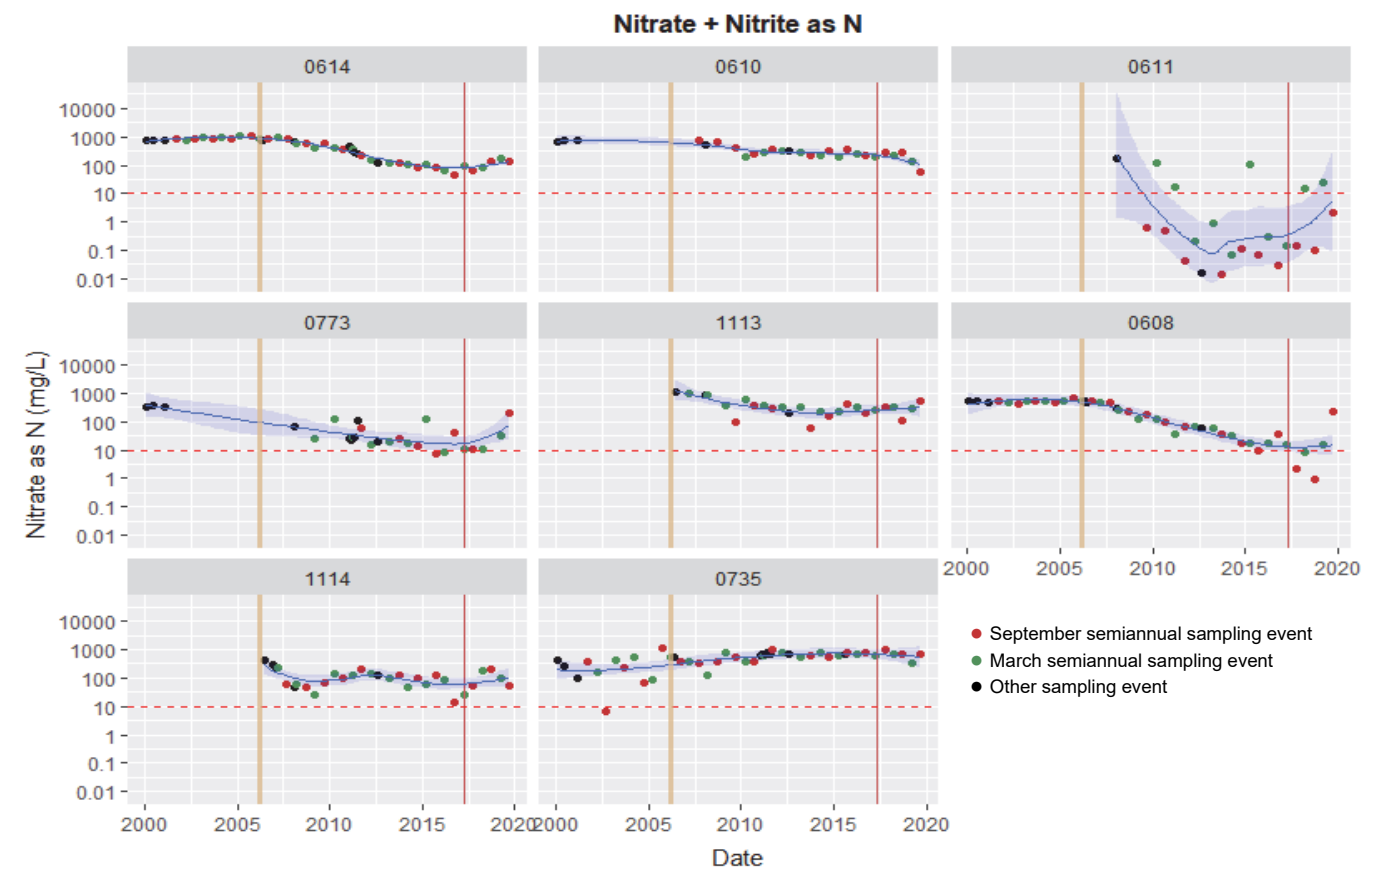 Nitrate + Nitrite as N
0614 0610 0611
10000
1000
100
10
1
0.1
0.01
0773 1113 0608
10000
1000
100
10
1
0.1
0.01
Nitrate as N (mg/L)
2000 2005 2010 2015 2020
1114 0735
10000
1000
100
10
1
0.1
0.01
September semiannual sampling event
March semiannual sampling event
Other sampling event
2000 2005 2010 2015 2020 2000 2005 2010 2015 2020
Date